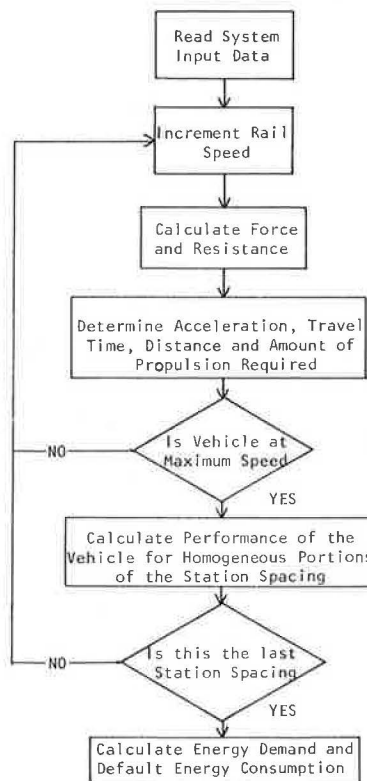 Read System
Input Data
Increment Rail
Speed
Calculate Force
and Resistance
Determine Acceleration, Travel
Time, Distance and Amount of
Propulsion Required
Is Vehicle at
Maximum Speed
NO
YES
Calculate Performance of the
Vehicle for Homogeneous Portions
of the Station Spacing
Is this the last
Station Spacing
NO
YES
Calculate Energy Demand and
Default Energy Consumption